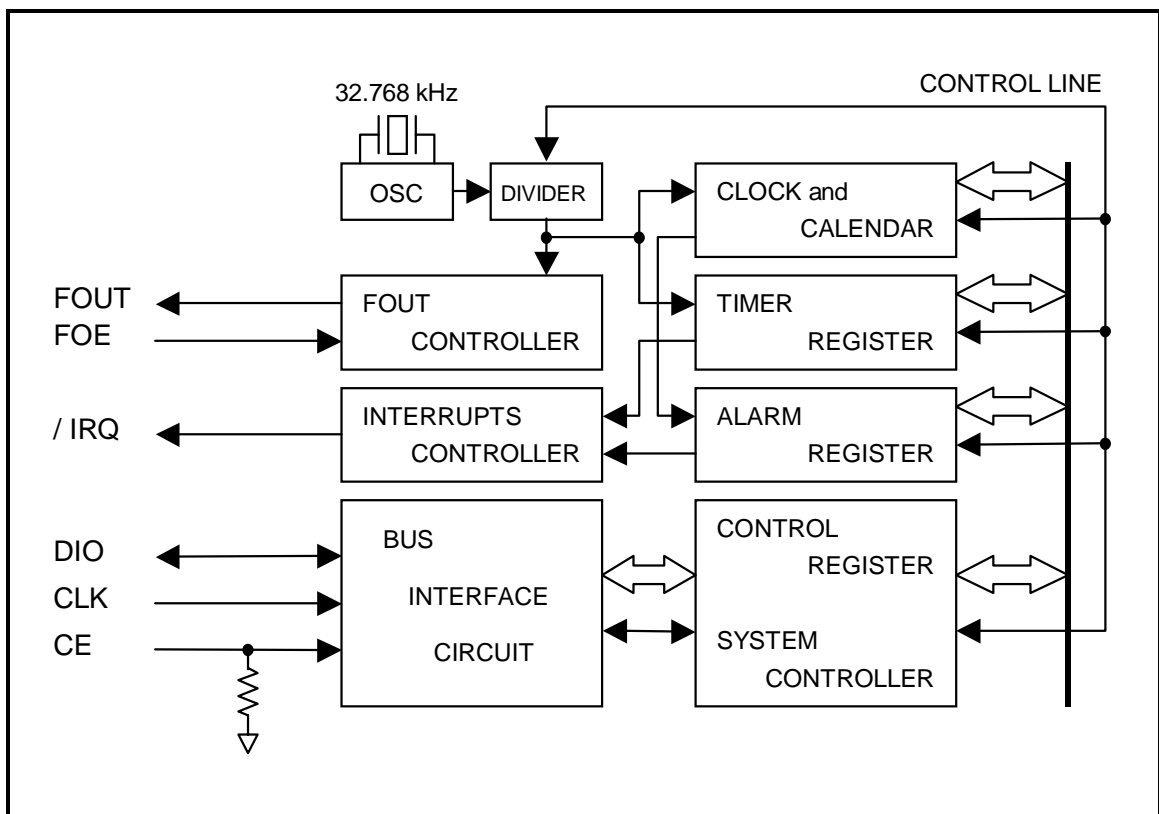 32.768 kHz
CONTROL LINE
OSC
DIVIDER
CLOCK and
CALENDAR
FOUT
FOE
FOUT
CONTROLLER
TIMER
REGISTER
/ IRQ
INTERRUPTS
CONTROLLER
ALARM
REGISTER
DIO
CLK
CE
BUS
INTERFACE
CIRCUIT
CONTROL
REGISTER
SYSTEM
CONTROLLER